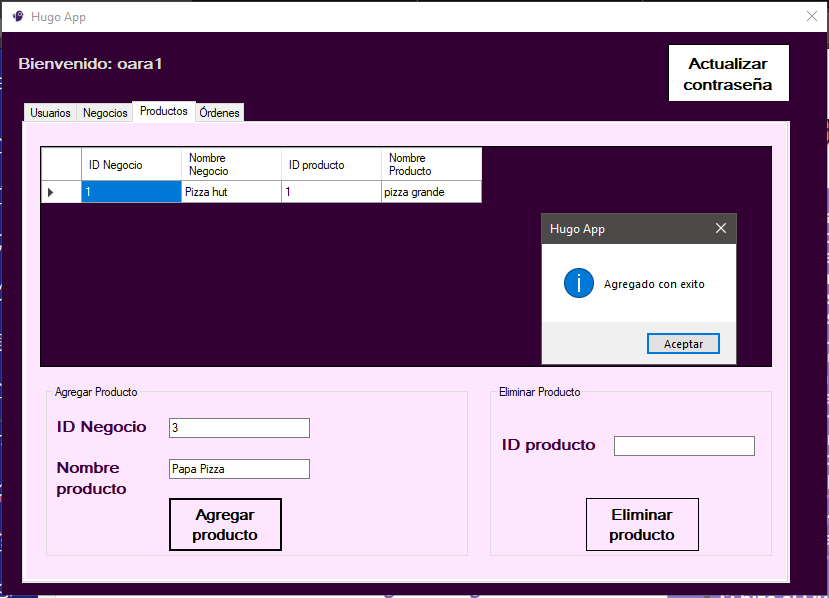 Hugo App
Bienvenido: oara1
Actualizar
contraseña
Usuarios Negocios Productos Órdenes
ID Negocio Nombre Negocio ID producto Nombre Producto
1 Pizza hut 1 pizza grande
Hugo App
Agregado con exito
Aceptar
Agregar Producto
ID Negocio 3
Nombre
producto
Papa Pizza
Agregar
producto
Eliminar Producto
ID producto
Eliminar
producto